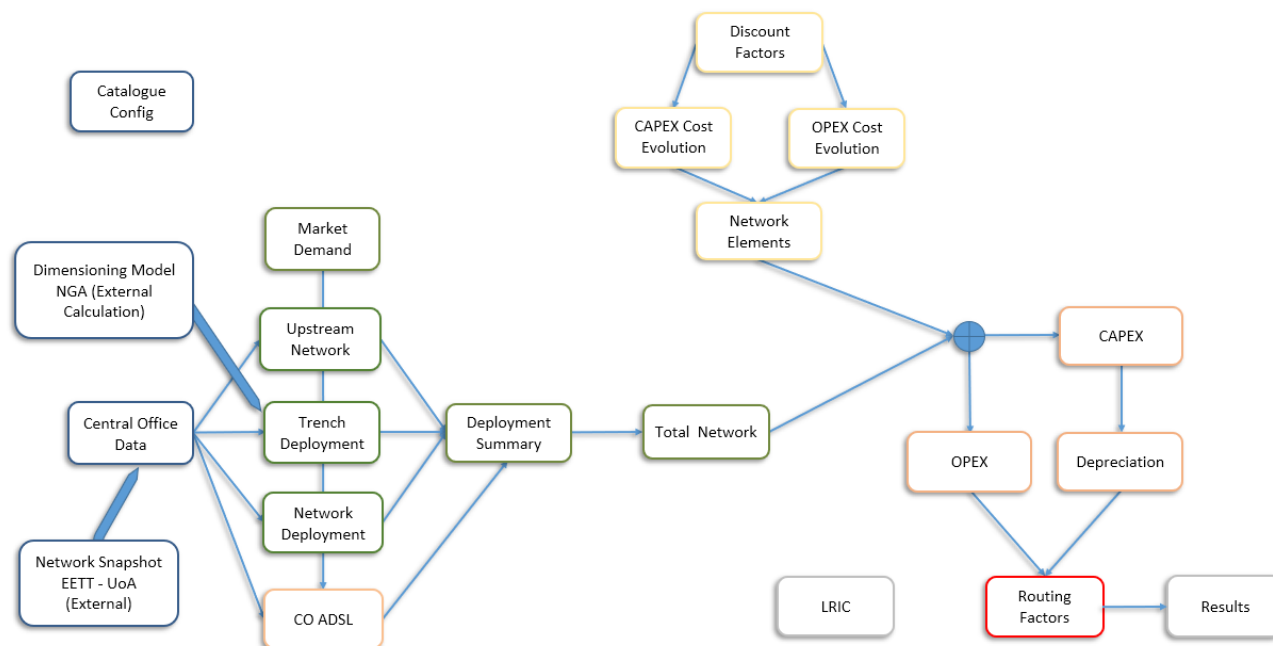 Discount
Factors
Catalogue
Config
CAPEX Cost
Evolution
OPEX Cost
Evolution
Market
Demand
Network
Elements
Dimensioning Model
NGA (External
Calculation)
Upstream
Network
CAPEX
Central Office
Data
Trench
Deployment
Deployment
Summary
Total Network
OPEX
Depreciation
Network
Deployment
Network Snapshot
EETT - UoA
(External)
CO ADSL
LRIC
Routing
Factors
Results